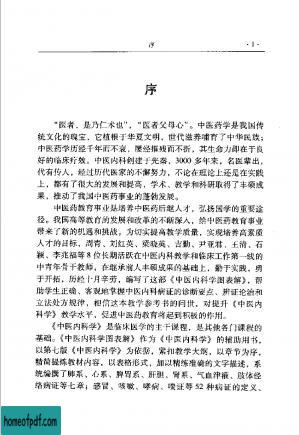 序 · 1 ·
序
“医者，是乃仁术也”，“医者父母心”。中医药学是我国传
统文化的瑰宝，它植根于华夏文明，世代滋养哺育了中华民族；
中医药学历经千年而不衰，屡经摧残而不折，其生命力即在于良
好的临床疗效。中医内科创建于先秦，3000 多年来，名医辈出，
代有传人，经过历代医家的不懈努力，不论在理论上还是在实践
上，都有了很大的发展和提高，学术、教学和科研取得了丰硕成
果，推动了我国中医药事业的蓬勃发展。
中医药教育事业是培养中医药后继人才，弘扬国学的重要途
径。我国高等教育的发展和改革的不断深入，给中医药教育事业
带来了新的机遇和挑战，为切实提高教学质量，实现培养高素质
人才的目标，周青、刘红英、梁晓英、吉勤、尹亚君、王清、石
颖、李兆福等 8 位长期活跃在中医内科教学和临床工作第一线的
中青年骨干教师，在继承前人丰硕成果的基础上，勤于实践，勇
于开拓，历经十月辛劳，编写了这部《中医内科学图表解》，帮助
学生正确、客观地掌握中医内科病证的诊断要点、辨证论治和
立法处方规律，相信这本教学参考书的问世，对提升《中医内
科学》教学水平，促进中医药教育将起到积极的作用。
《中医内科学》是临床医学的主干课程，是其他各门课程的
基础。《中医内科学图表解》作为《中医内科学》的辅助用书，
以第七版《中医内科学》为依据，紧扣教学大纲，以章节为序，
精简提炼教材内容，以表格形式，加以精练准确的文字描述，系
统编撰了肺系、心系、脾胃系、肝胆、肾系、气血津液、肢体经
络病证等七章；感冒、咳嗽、哮病、喘证等 52 种病证的定义、
homeofpdf.com